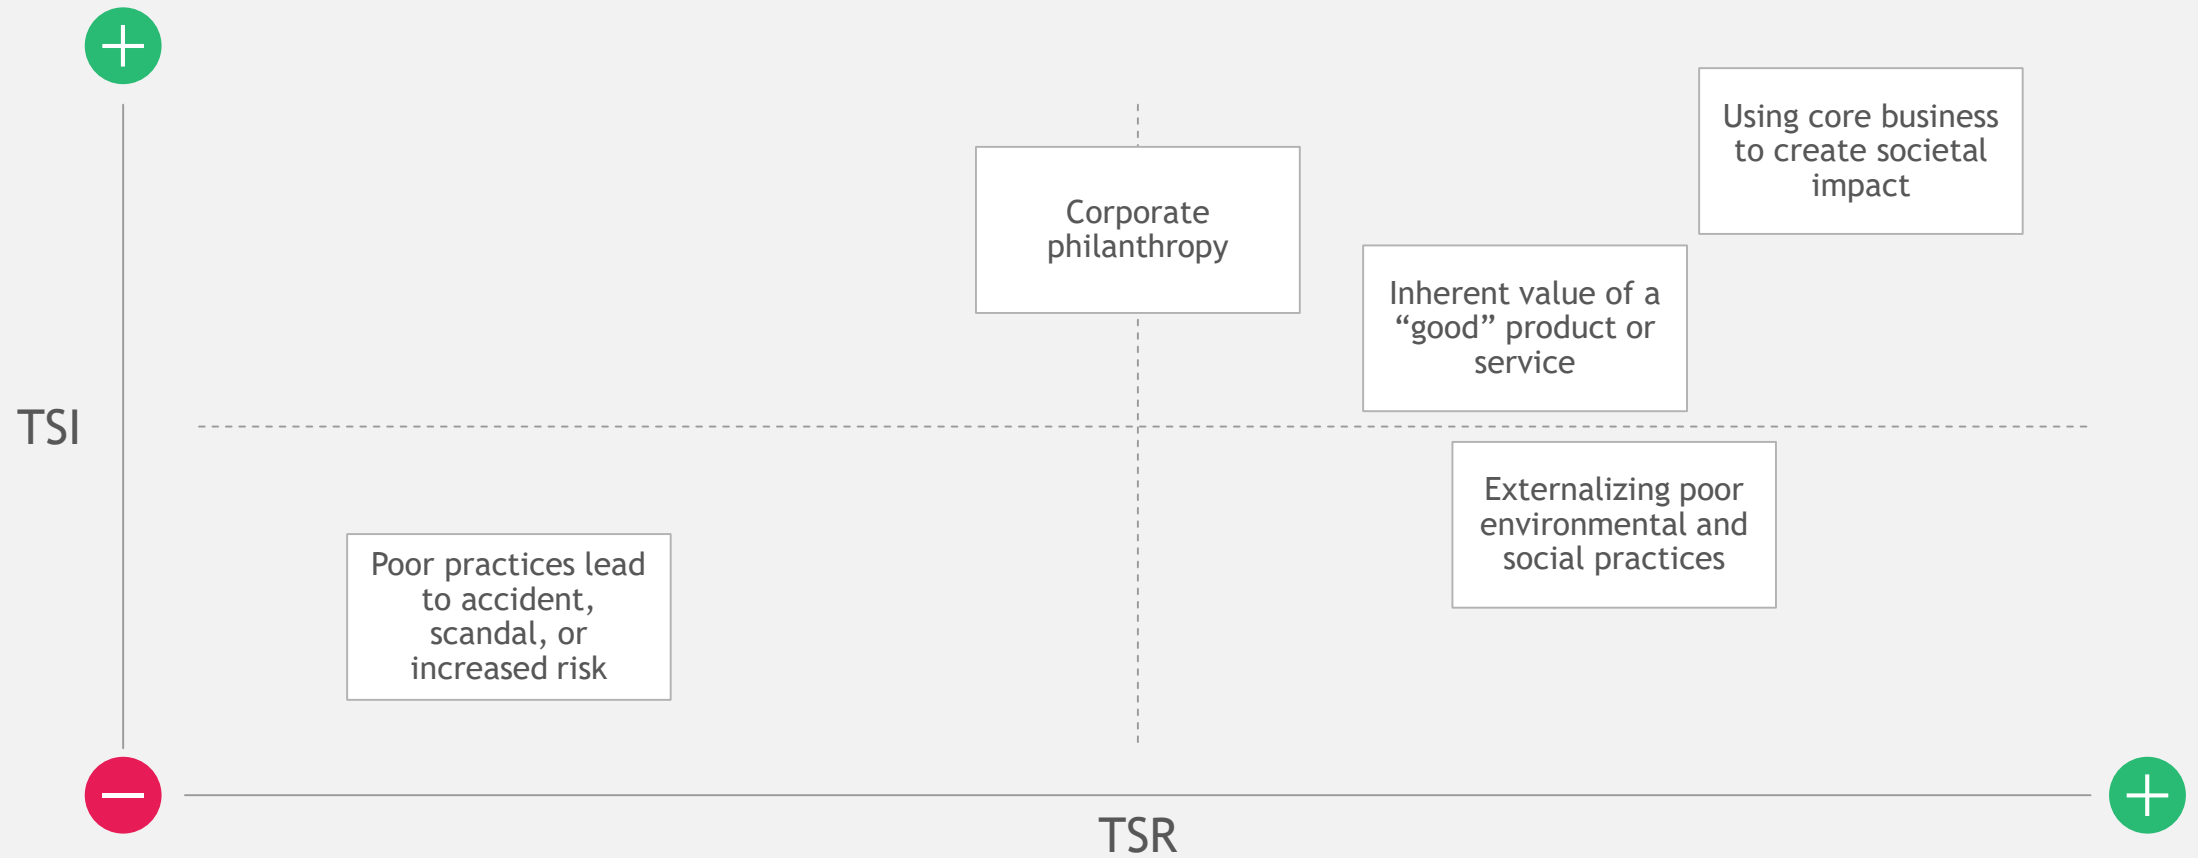 Using core business
to create societal
impact
Corporate
philanthropy
Inherent value of a
“good” product or
service
TSI
Externalizing poor
environmental and
social practices
Poor practices lead
to accident,
scandal, or
increased risk
TSR